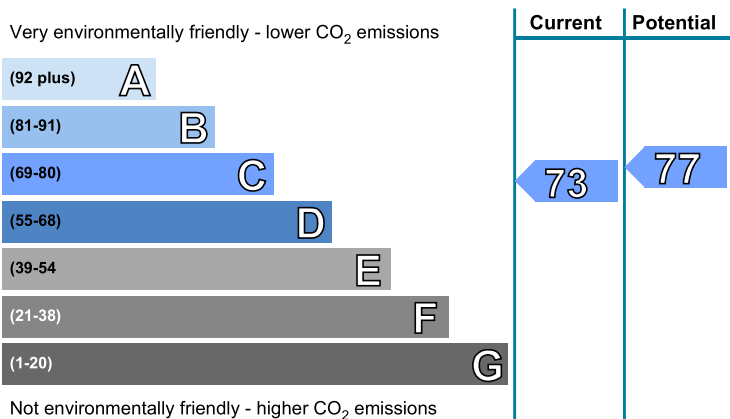 Very environmentally friendly - lower CO2 emissions
Current Potential
(92 plus) A
(81-91) B
(69-80) C
73 77
(55-68) D
(39-54 E
(21-38) F
(1-20) G
Not environmentally friendly - higher CO2 emissions